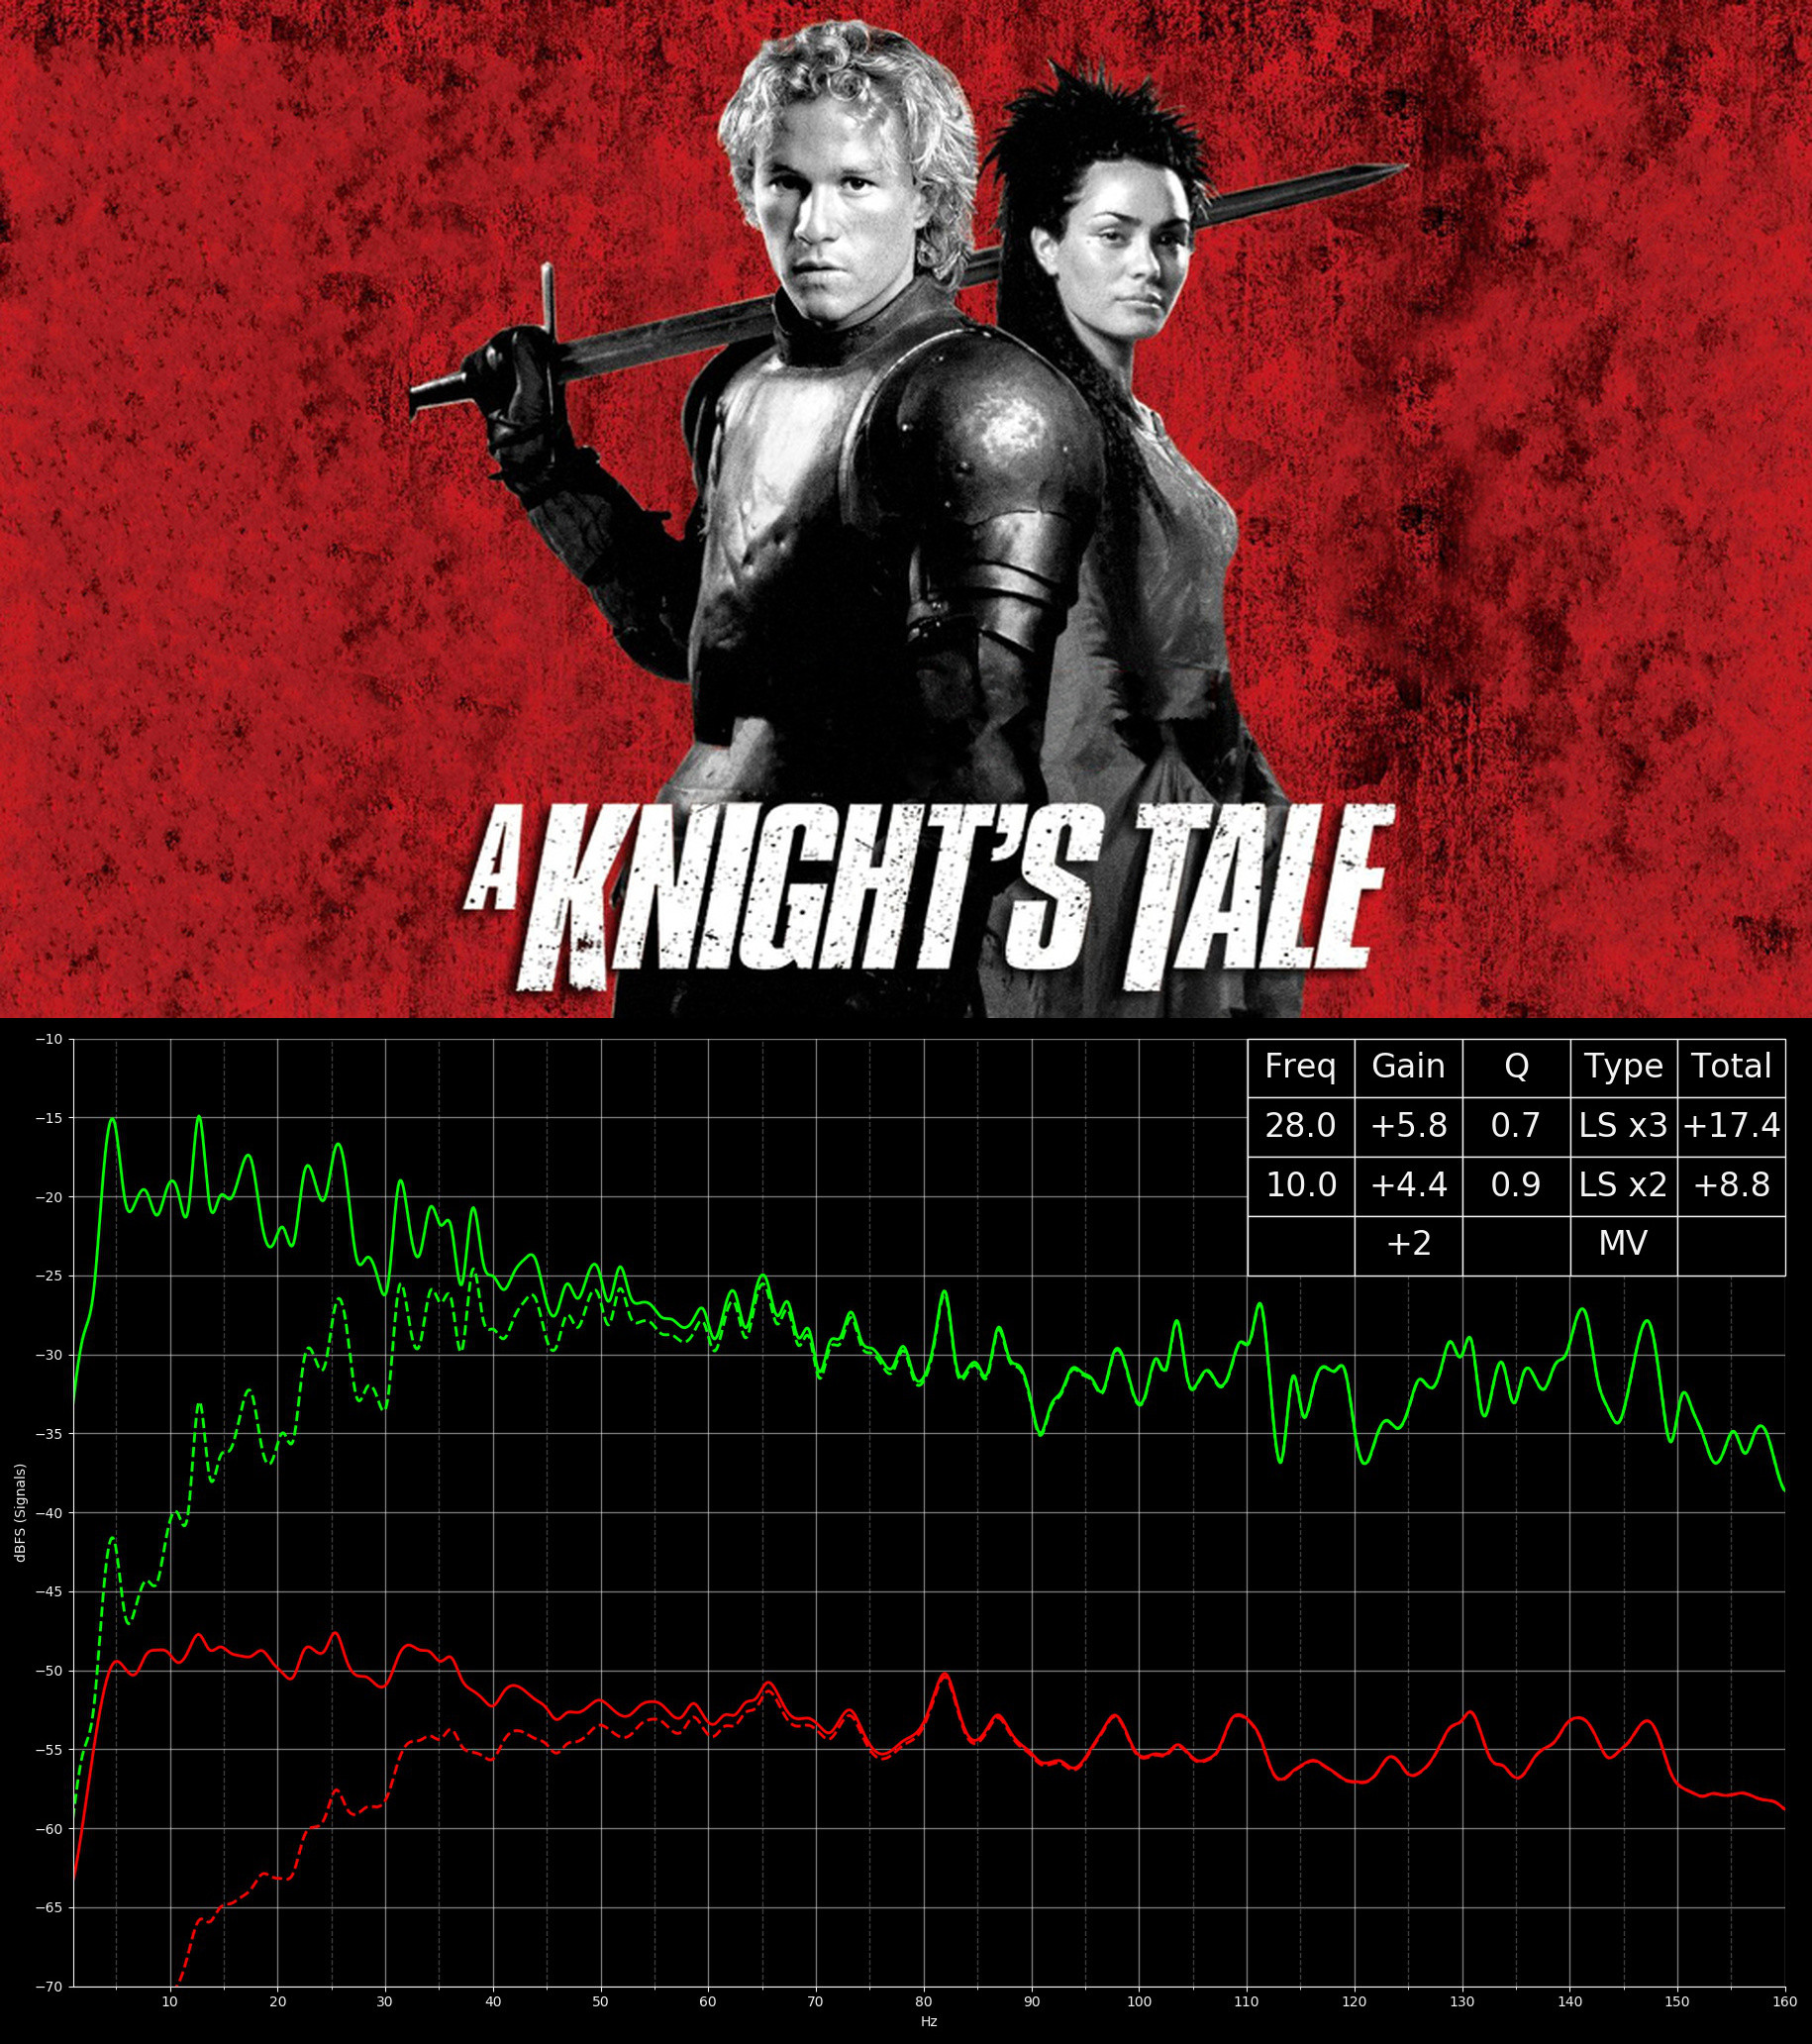 A KNIGHT'S TALE
Freq Gain Q Type Total
28.0 +5.8 0.7 LS x3 +17.4
10.0 +4.4 0.9 LS x2 +8.8
+2 MV
−10
−15
−20
−25
−30
−35
−40
−45
−50
−55
−60
−65
−70
dBFS (Signals)
10 20 30 40 50 60 70 80 90 100 110 120 130 140 150 160
Hz